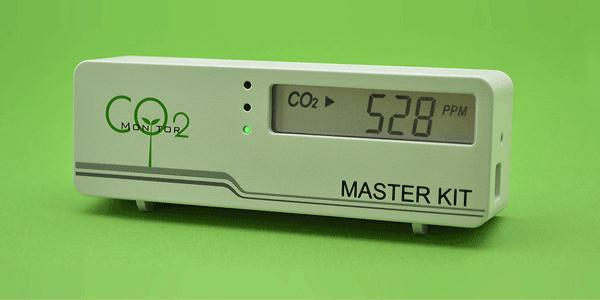 CO2
MONITOR
CO2 ▶ 528 PPM
MASTER KIT